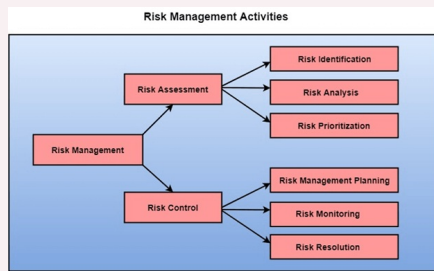 Risk Management Activities
Risk Identification
Risk Assessment
Risk Analysis
Risk Prioritization
Risk Management
Risk Management Planning
Risk Control
Risk Monitoring
Risk Resolution